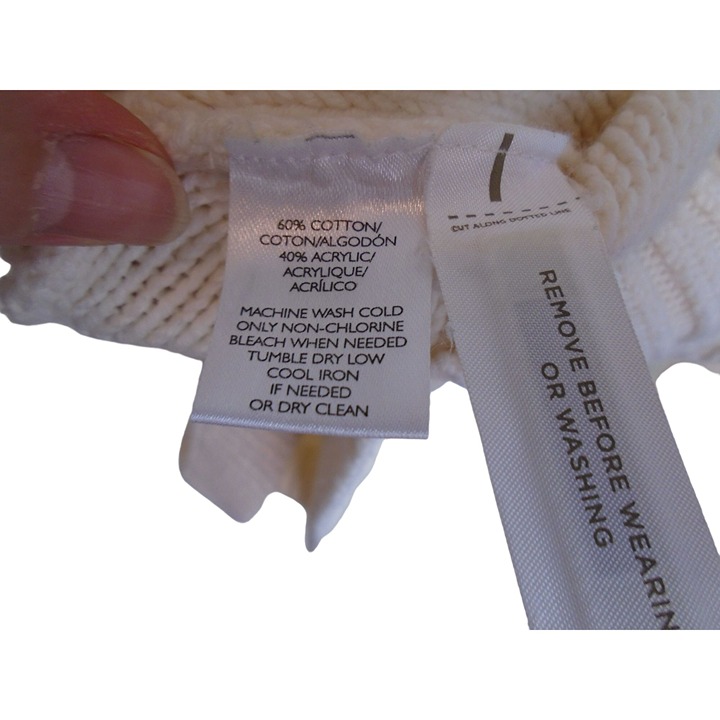 60% COTTON/
COTON/ALGODÓN
40% ACRYLIC/
ACRYLIQUE/
ACRÍLICO
MACHINE WASH COLD
ONLY NON-CHLORINE
BLEACH WHEN NEEDED
TUMBLE DRY LOW
COOL IRON
IF NEEDED
OR DRY CLEAN
CUT ALONG DOTTED LINE
REMOVE BEFORE WEARIN
OR WASHING